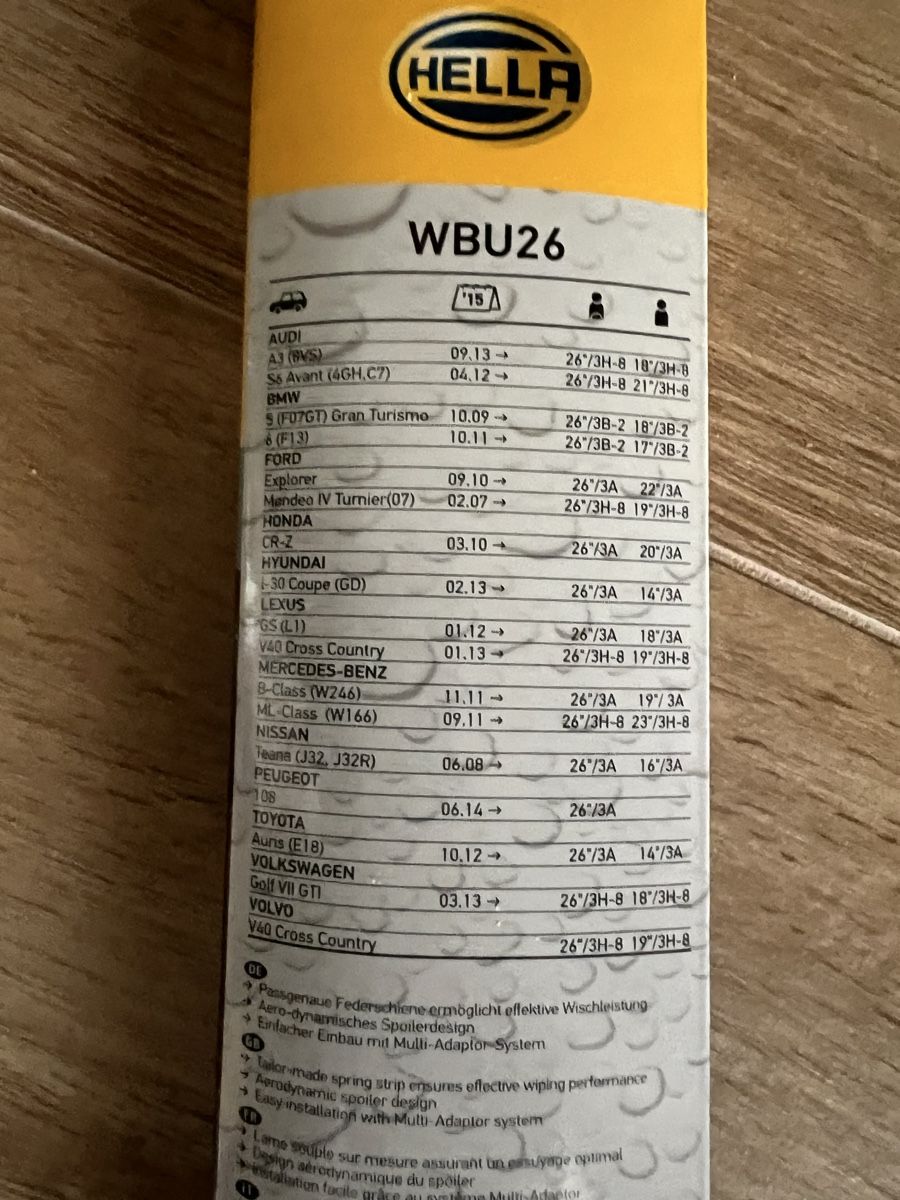 HELLA
WBU26
'15
AUDI
A3 (8VS) 09.13 → 26"/3H-8 18"/3H-8
S6 Avant (4GH,C7) 04.12 → 26"/3H-8 21"/3H-8
BMW
5 (F07GT) Gran Turismo 10.09 → 26"/3B-2 18"/3B-2
6 (F13) 10.11 → 26"/3B-2 17"/3B-2
FORD
Explorer 09.10 → 26"/3A 22"/3A
Mondeo IV Turnier(07) 02.07 → 26"/3H-8 19"/3H-8
HONDA
CR-Z 03.10 → 26"/3A 20"/3A
HYUNDAI
i-30 Coupe (GD) 02.13 → 26"/3A 14"/3A
LEXUS
GS (L1) 01.12 → 26"/3A 18"/3A
V40 Cross Country 01.13 → 26"/3H-8 19"/3H-8
MERCEDES-BENZ
B-Class (W246) 11.11 → 26"/3A 19"/ 3A
ML-Class (W166) 09.11 → 26"/3H-8 23"/3H-8
NISSAN
Teana (J32, J32R) 06.08 → 26"/3A 16"/3A
PEUGEOT
108 06.14 → 26"/3A
TOYOTA
Auris (E18) 10.12 → 26"/3A 14"/3A
VOLKSWAGEN
Golf VII GTI 03.13 → 26"/3H-8 18"/3H-8
VOLVO
V40 Cross Country 26"/3H-8 19"/3H-8
DE
→ Passgenaue Federschiene ermöglicht effektive Wischleistung
→ Aero-dynamisches Spoilerdesign
→ Einfacher Einbau mit Multi-Adaptor-System
GB
→ Tailor-made spring strip ensures effective wiping performance
→ Aerodynamic spoiler design
→ Easy installation with Multi-Adaptor system
FR
→ Lame souple sur mesure assurant un essuyage optimal
→ Design aérodynamique du spoiler
→ Installation facile grâce au système Multi-Adaptor
IT